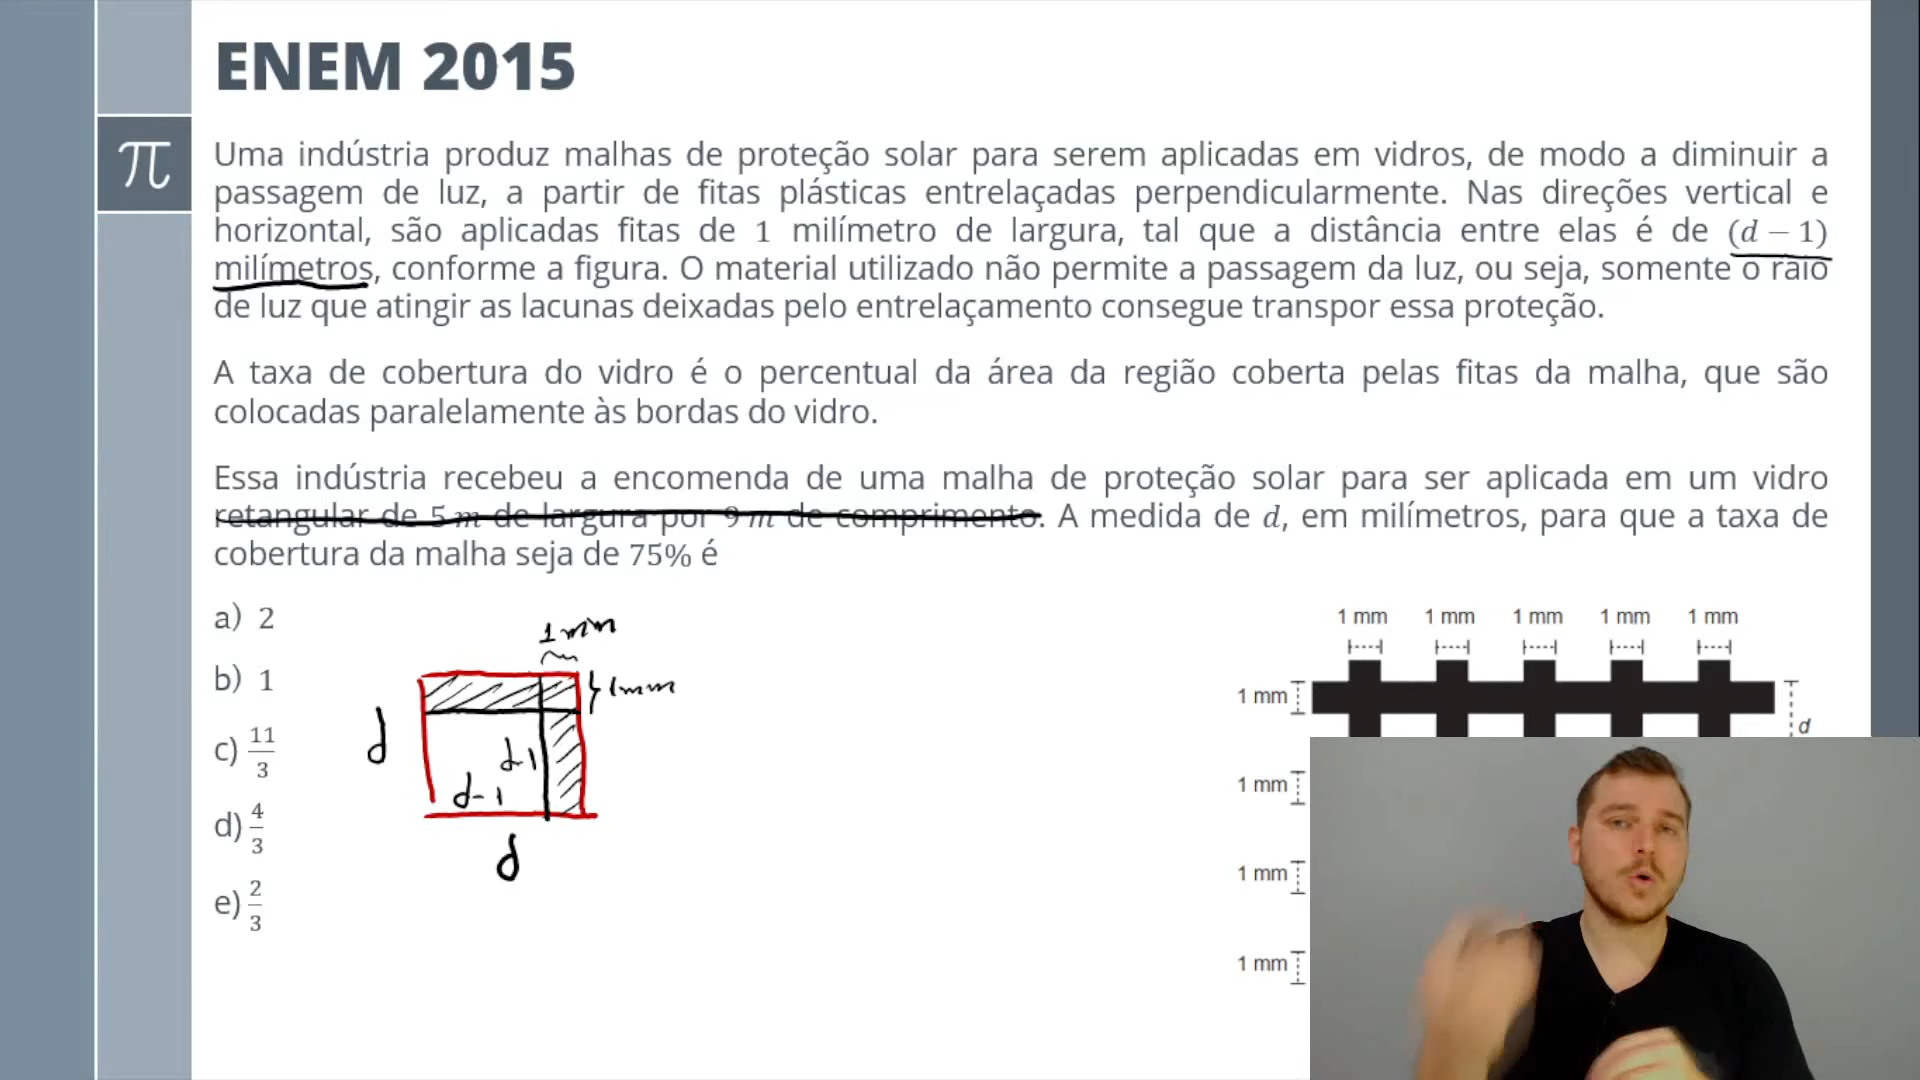 ENEM 2015
π
Uma indústria produz malhas de proteção solar para serem aplicadas em vidros, de modo a diminuir a
passagem de luz, a partir de fitas plásticas entrelaçadas perpendicularmente. Nas direções vertical e
horizontal, são aplicadas fitas de 1 milímetro de largura, tal que a distância entre elas é de (d − 1)
milímetros, conforme a figura. O material utilizado não permite a passagem da luz, ou seja, somente o raio
de luz que atingir as lacunas deixadas pelo entrelaçamento consegue transpor essa proteção.
A taxa de cobertura do vidro é o percentual da área da região coberta pelas fitas da malha, que são
colocadas paralelamente às bordas do vidro.
Essa indústria recebeu a encomenda de uma malha de proteção solar para ser aplicada em um vidro
retangular de 5 m de largura por 9 m de comprimento. A medida de d, em milímetros, para que a taxa de
cobertura da malha seja de 75% é
a) 2
b) 1
c) 11/3
d) 4/3
e) 2/3
1mm
1mm
d
d-1
d-1
d
1 mm 1 mm 1 mm 1 mm 1 mm
1 mm
d
1 mm
1 mm
1 mm